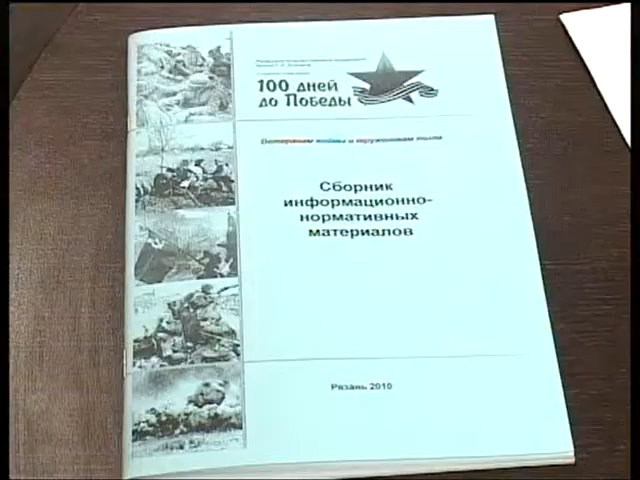 100 дней
до Победы
Ветеранам войны и труженикам тыла
Сборник
информационно-
нормативных
материалов
Рязань 2010